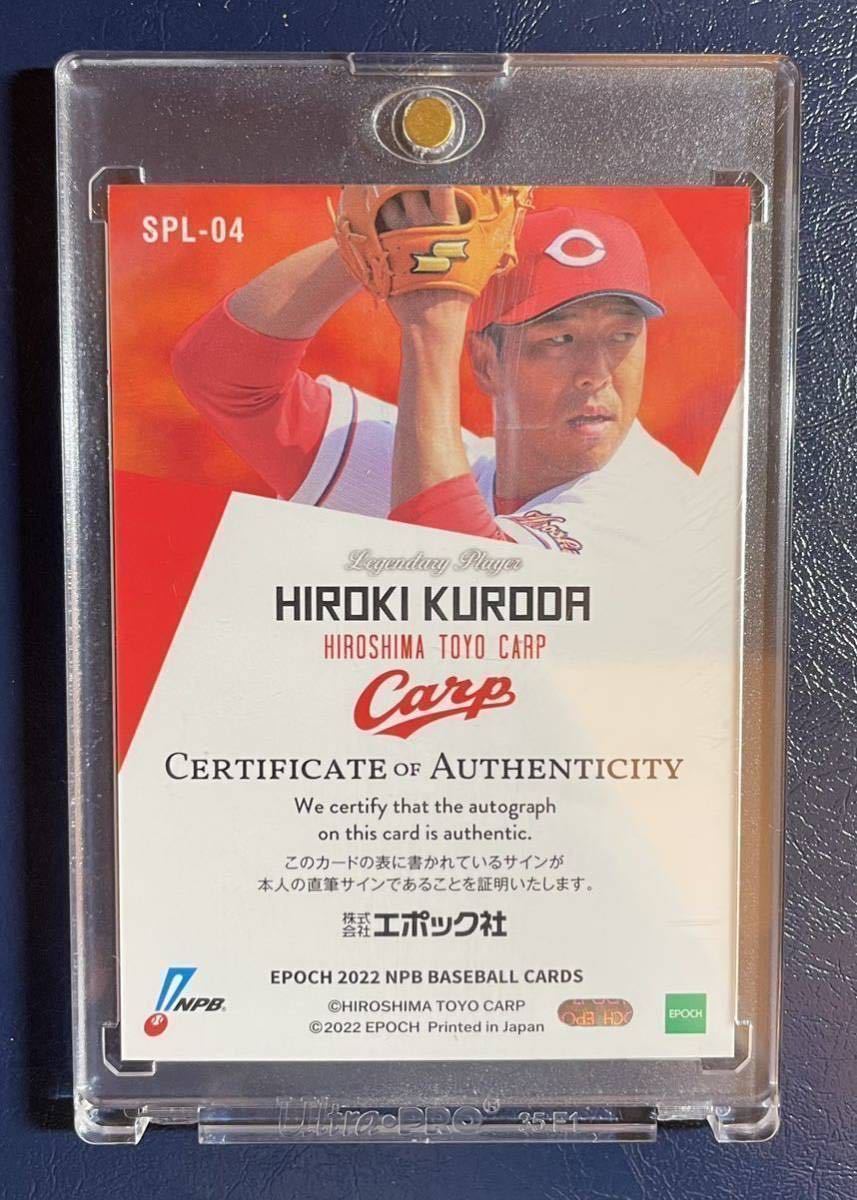 SPL-04
Legendary Player
HIROKI KURODA
HIROSHIMA TOYO CARP
Carp
CERTIFICATE OF AUTHENTICITY
We certify that the autograph
on this card is authentic.
このカードの表に書かれているサインが
本人の直筆サインであることを証明いたします。
株式会社エポック社
EPOCH 2022 NPB BASEBALL CARDS
NPB®
©HIROSHIMA TOYO CARP
©2022 EPOCH Printed in Japan
EPOCH
Ultra•PRO® 35 F1